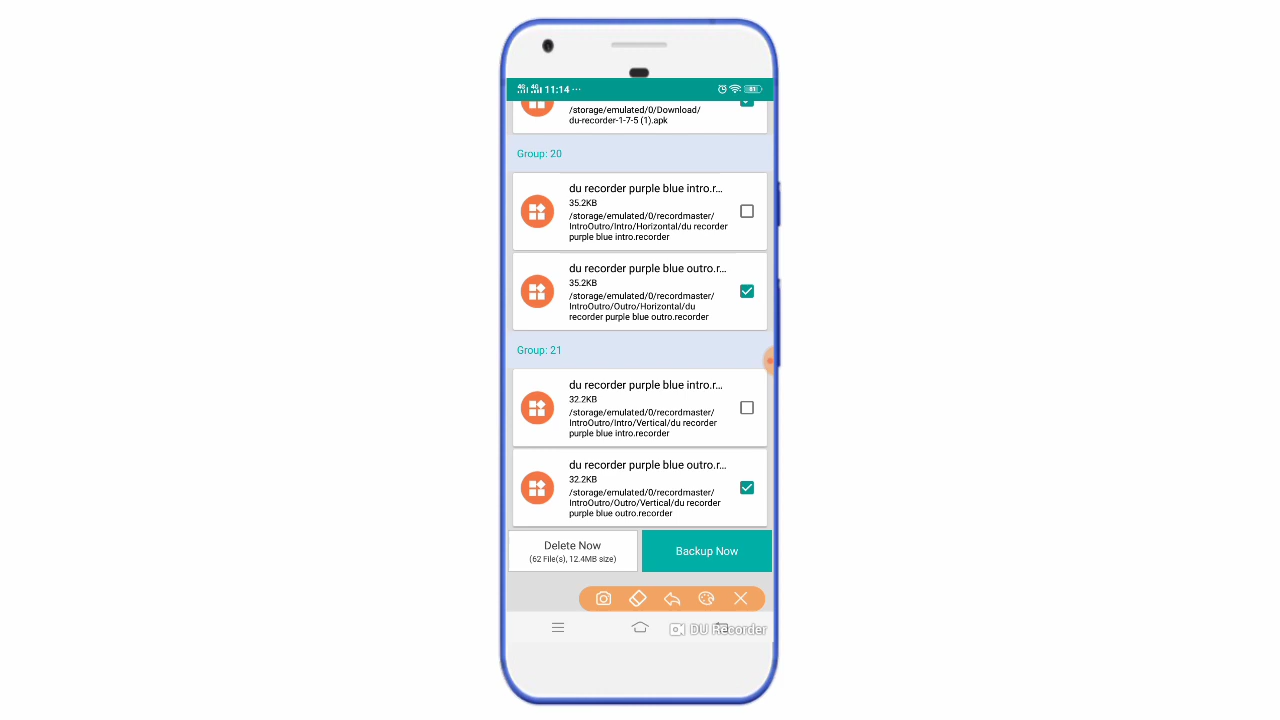 11:14 ...
/storage/emulated/0/Download/
du-recorder-1-7-5 (1).apk
Group: 20
du recorder purple blue intro.r...
35.2KB
/storage/emulated/0/recordmaster/
IntroOutro/Intro/Horizontal/du recorder
purple blue intro.recorder
du recorder purple blue outro.r...
35.2KB
/storage/emulated/0/recordmaster/
IntroOutro/Outro/Horizontal/du
recorder purple blue outro.recorder
Group: 21
du recorder purple blue intro.r...
32.2KB
/storage/emulated/0/recordmaster/
IntroOutro/Intro/Vertical/du recorder
purple blue intro.recorder
du recorder purple blue outro.r...
32.2KB
/storage/emulated/0/recordmaster/
IntroOutro/Outro/Vertical/du recorder
purple blue outro.recorder
Delete Now
(62 File(s), 12.4MB size)
Backup Now
DU Recorder